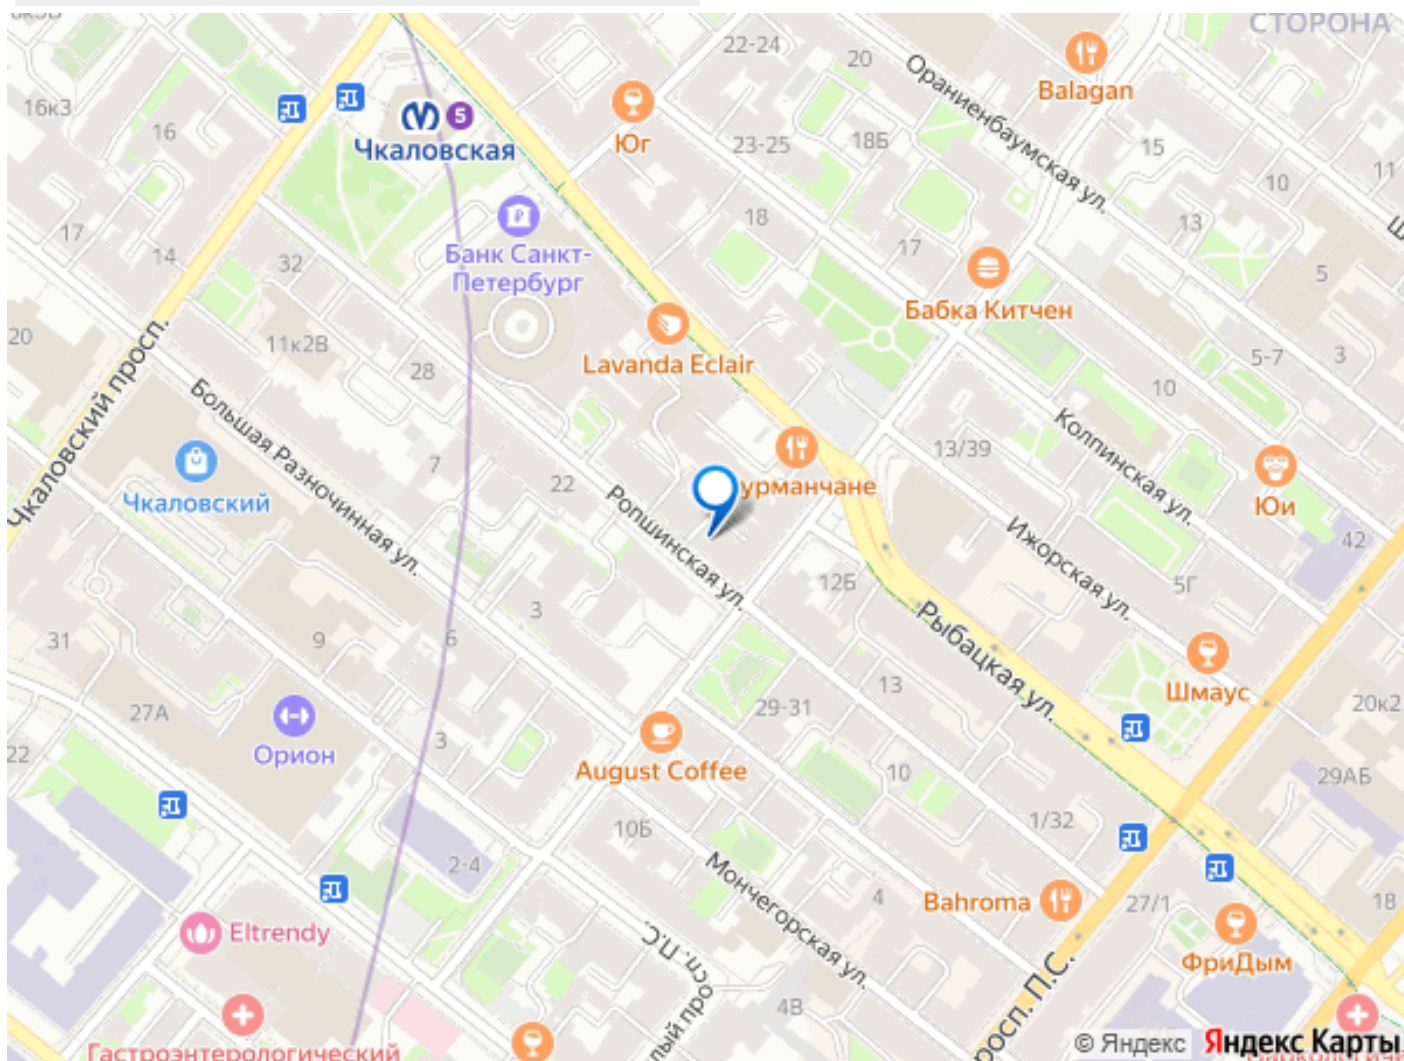 СТОРОНА
22-24
20
Balagan
16к3
16
5
Чкаловская
Юг
23-25
18Б
Ораниенбаумская ул.
15
11
10
13
17
14
32
Банк Санкт-
Петербург
18
17
5
Бабка Китчен
20
11к2В
28
Lavanda Eclair
5-7
3
10
Чкаловский просп.
Большая Разночинная ул.
Чкаловский
7
22
Ропшинская ул.
урманчане
13/39
Колпинская ул.
Юи
42
Ижорская ул.
5Г
12Б
3
31
9
6
Рыбацкая ул.
Шмаус
27А
Орион
3
13
29-31
20к2
22
August Coffee
10
29АБ
10Б
1/32
2-4
Мончегорская ул.
4
Bahroma
27/1
18
Eltrendy
просп. П.С.
ФриДым
4В
Гастроэнтерологический
© Яндекс
Яндекс Карты